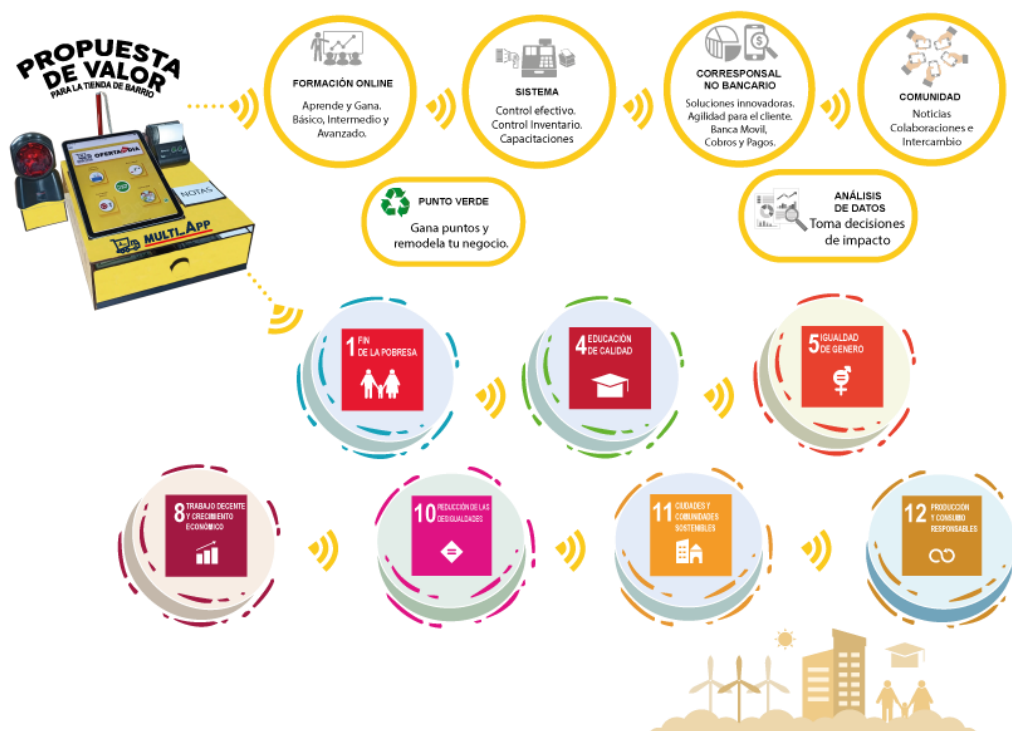 PROPUESTA
DE VALOR
PARA LA TIENDA DE BARRIO
OFERTAALDIA
NOTAS
MULTI_APP
FORMACIÓN ONLINE
Aprende y Gana.
Básico, Intermedio y
Avanzado.
SISTEMA
Control efectivo.
Control Inventario.
Capacitaciones
CORRESPONSAL
NO BANCARIO
Soluciones innovadoras.
Agilidad para el cliente.
Banca Movil,
Cobros y Pagos.
COMUNIDAD
Noticias
Colaboraciones e
Intercambio
PUNTO VERDE
Gana puntos y
remodela tu negocio.
ANÁLISIS
DE DATOS
Toma decisiones
de impacto
1 FIN
DE LA POBRESA
4 EDUCACIÓN
DE CALIDAD
5 IGUALDAD
DE GENERO
8 TRABAJO DECENTE
Y CRECIMIENTO
ECONÓMICO
10 REDUCCIÓN DE LAS
DESIGUALDADES
11 CIUDADES Y
COMUNIDADES
SOSTENIBLES
12 PRODUCCIÓN
Y CONSUMO
RESPONSABLES